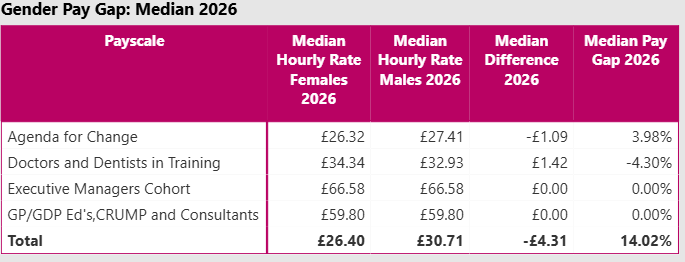 Gender Pay Gap: Median 2026
Payscale Median Hourly Rate Females 2026 Median Hourly Rate Males 2026 Median Difference 2026 Median Pay Gap 2026
Agenda for Change £26.32 £27.41 -£1.09 3.98%
Doctors and Dentists in Training £34.34 £32.93 £1.42 -4.30%
Executive Managers Cohort £66.58 £66.58 £0.00 0.00%
GP/GDP Ed's,CRUMP and Consultants £59.80 £59.80 £0.00 0.00%
Total £26.40 £30.71 -£4.31 14.02%